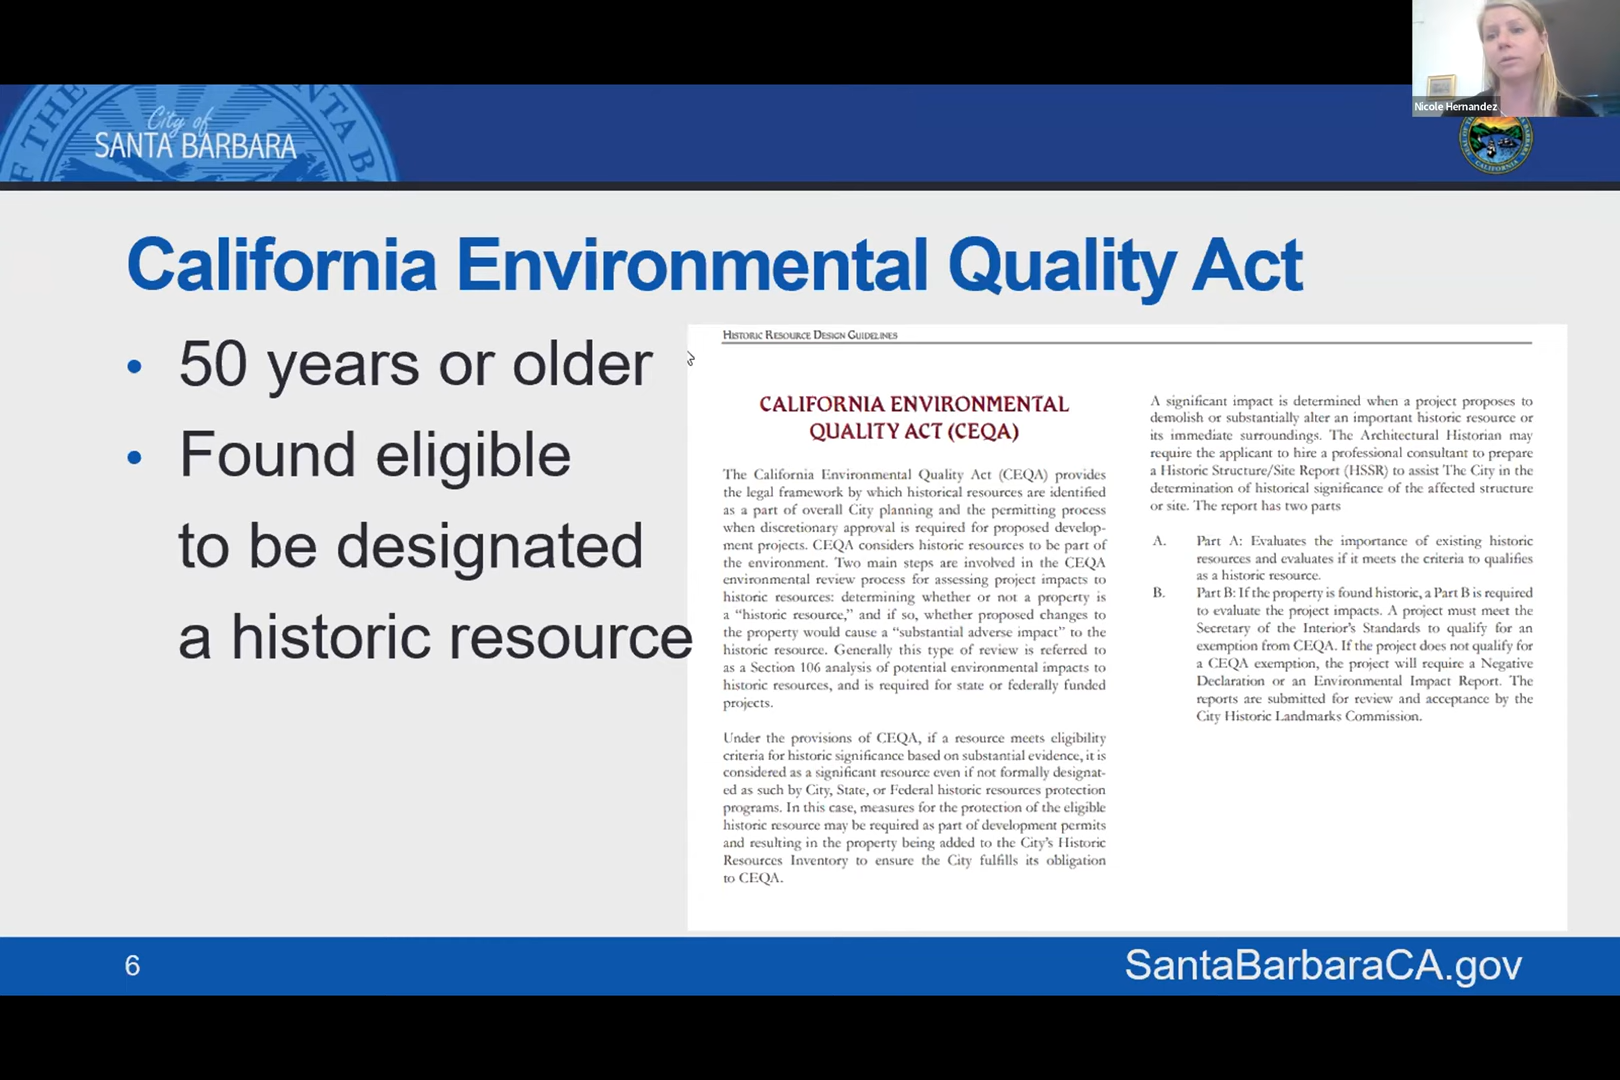 Nicole Hernandez
City of
SANTA BARBARA
California Environmental Quality Act
• 50 years or older
• Found eligible
to be designated
a historic resource
HISTORIC RESOURCE DESIGN GUIDELINES
CALIFORNIA ENVIRONMENTAL
QUALITY ACT (CEQA)
The California Environmental Quality Act (CEQA) provides
the legal framework by which historical resources are identified
as a part of overall City planning and the permitting process
when discretionary approval is required for proposed develop-
ment projects. CEQA considers historic resources to be part of
the environment. Two main steps are involved in the CEQA
environmental review process for assessing project impacts to
historic resources: determining whether or not a property is
a “historic resource,” and if so, whether proposed changes to
the property would cause a “substantial adverse impact” to the
historic resource. Generally this type of review is referred to
as a Section 106 analysis of potential environmental impacts to
historic resources, and is required for state or federally funded
projects.
Under the provisions of CEQA, if a resource meets eligibility
criteria for historic significance based on substantial evidence, it is
considered as a significant resource even if not formally designat-
ed as such by City, State, or Federal historic resources protection
programs. In this case, measures for the protection of the eligible
historic resource may be required as part of development permits
and resulting in the property being added to the City’s Historic
Resources Inventory to ensure the City fulfills its obligation
to CEQA.
A significant impact is determined when a project proposes to
demolish or substantially alter an important historic resource or
its immediate surroundings. The Architectural Historian may
require the applicant to hire a professional consultant to prepare
a Historic Structure/Site Report (HSSR) to assist The City in the
determination of historical significance of the affected structure
or site. The report has two parts
A. Part A: Evaluates the importance of existing historic
resources and evaluates if it meets the criteria to qualifies
as a historic resource.
B. Part B: If the property is found historic, a Part B is required
to evaluate the project impacts. A project must meet the
Secretary of the Interior’s Standards to qualify for an
exemption from CEQA. If the project does not qualify for
a CEQA exemption, the project will require a Negative
Declaration or an Environmental Impact Report. The
reports are submitted for review and acceptance by the
City Historic Landmarks Commission.
6
SantaBarbaraCA.gov